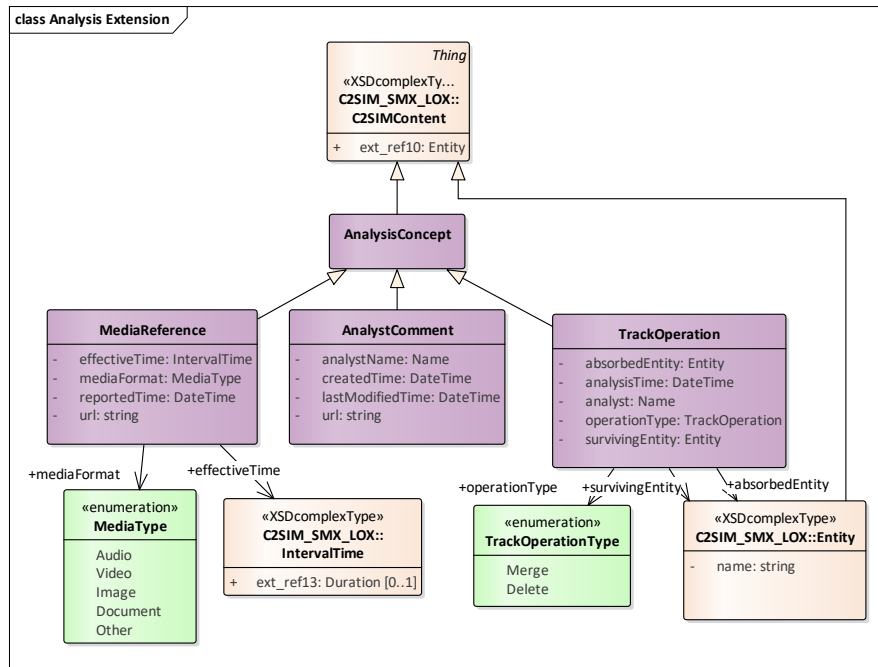 class Analysis Extension
Thing
«XSDcomplexTy...
C2SIM_SMX_LOX::
C2SIMContent
+ ext_ref10: Entity
AnalysisConcept
MediaReference
- effectiveTime: IntervalTime
- mediaFormat: MediaType
- reportedTime: DateTime
- url: string
AnalystComment
- analystName: Name
- createdTime: DateTime
- lastModifiedTime: DateTime
- url: string
TrackOperation
- absorbedEntity: Entity
- analysisTime: DateTime
- analyst: Name
- operationType: TrackOperation
- survivingEntity: Entity
+mediaFormat
+effectiveTime
+operationType
+survivingEntity
+absorbedEntity
«enumeration»
MediaType
Audio
Video
Image
Document
Other
«XSDcomplexType»
C2SIM_SMX_LOX::
IntervalTime
+ ext_ref13: Duration [0..1]
«enumeration»
TrackOperationType
Merge
Delete
«XSDcomplexType»
C2SIM_SMX_LOX::Entity
- name: string